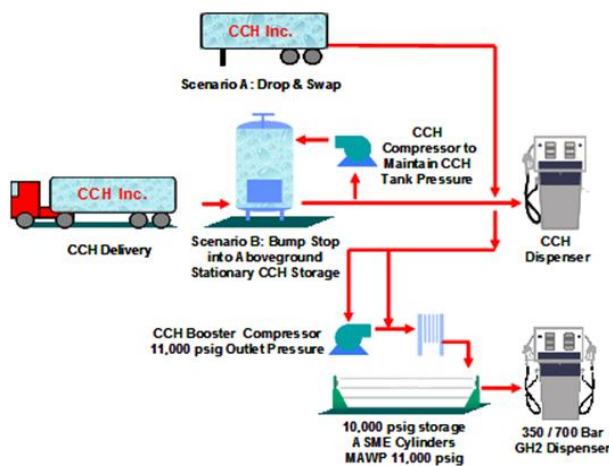 CCH Inc.
Scenario A: Drop & Swap
CCH
Compressor to
Maintain CCH
Tank Pressure
CCH Inc.
CCH Delivery
Scenario B: Bump Stop
into Aboveground
Stationary CCH Storage
CCH
Dispenser
CCH Booster Compressor
11,000 psig Outlet Pressure
10,000 psig storage
ASME Cylinders
MAWP 11,000 psig
350 / 700 Bar
GH2 Dispenser